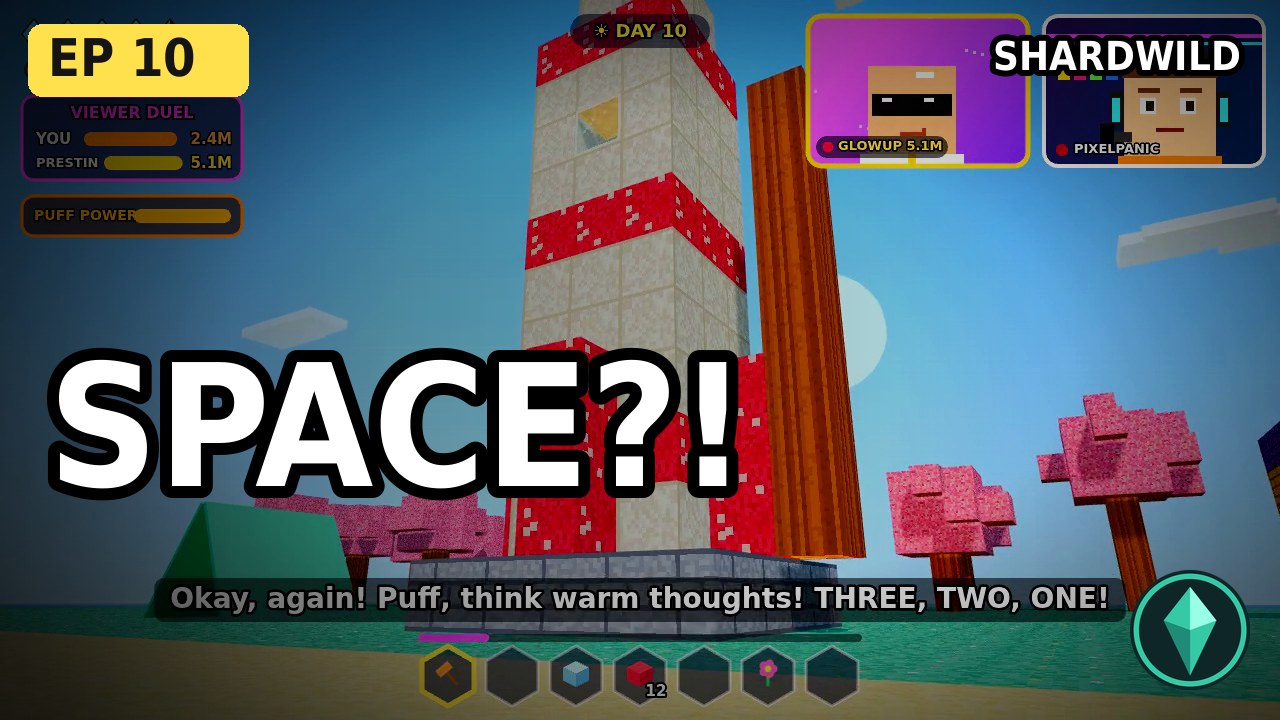 EP 10
DAY 10
SHARDWILD
VIEWER DUEL
YOU 2.4M
PRESTIN 5.1M
GLOWUP 5.1M
PIXELPANIC
PUFF POWER
SPACE?!
Okay, again! Puff, think warm thoughts! THREE, TWO, ONE!
12